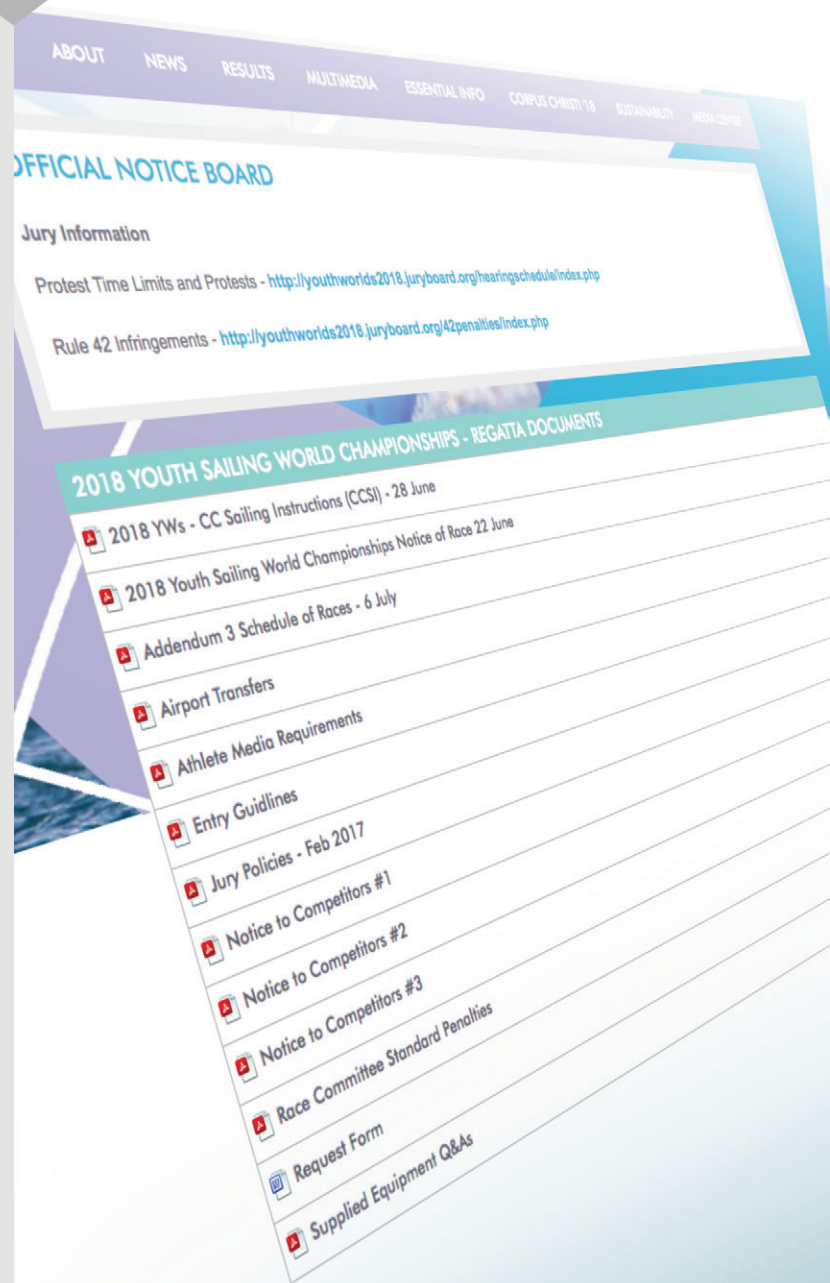 ABOUT NEWS RESULTS MULTIMEDIA ESSENTIAL INFO CORPUS CHRISTI '18 SUSTAINABILITY MEDIA CENTRE
OFFICIAL NOTICE BOARD
Jury Information
Protest Time Limits and Protests - http://youthworlds2018.juryboard.org/hearingschedule/index.php
Rule 42 Infringements - http://youthworlds2018.juryboard.org/42penalties/index.php
2018 YOUTH SAILING WORLD CHAMPIONSHIPS - REGATTA DOCUMENTS
2018 YWs - CC Sailing Instructions (CCSI) - 28 June
2018 Youth Sailing World Championships Notice of Race 22 June
Addendum 3 Schedule of Races - 6 July
Airport Transfers
Athlete Media Requirements
Entry Guidlines
Jury Policies - Feb 2017
Notice to Competitors #1
Notice to Competitors #2
Notice to Competitors #3
Race Committee Standard Penalties
Request Form
Supplied Equipment Q&As